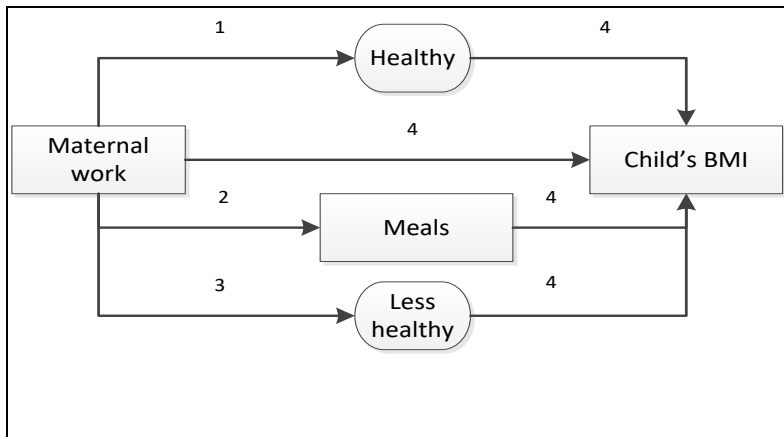 1
4
Healthy
4
Maternal
work
Child's BMI
2
4
Meals
3
4
Less
healthy